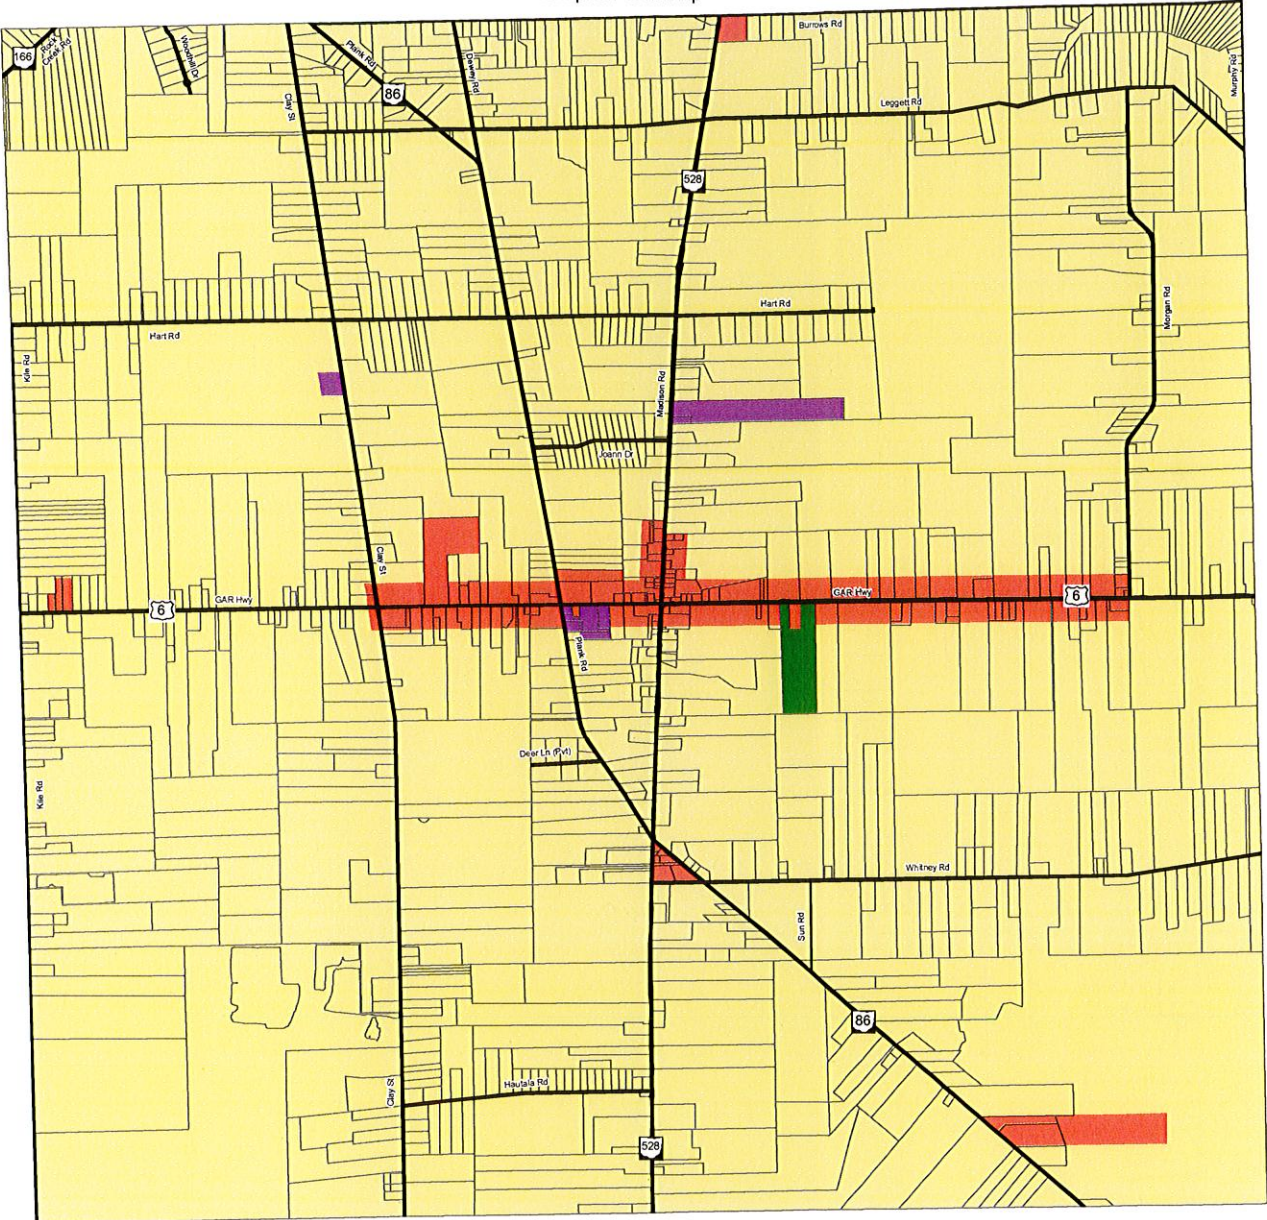 Burrows Rd
166
Rock
Creek Rd
Woodhill Dr
Plank Rd
86
Dewey Rd
Clay St
Leggett Rd
Murphy Rd
528
Hart Rd
Morgan Rd
Hart Rd
Kile Rd
Madison Rd
Joann Dr
Clay St
6
GAR Hwy
GAR Hwy
6
Plank Rd
Deer Ln (Pvt)
Kile Rd
Whitney Rd
Sun Rd
86
Clay St
Hautala Rd
528